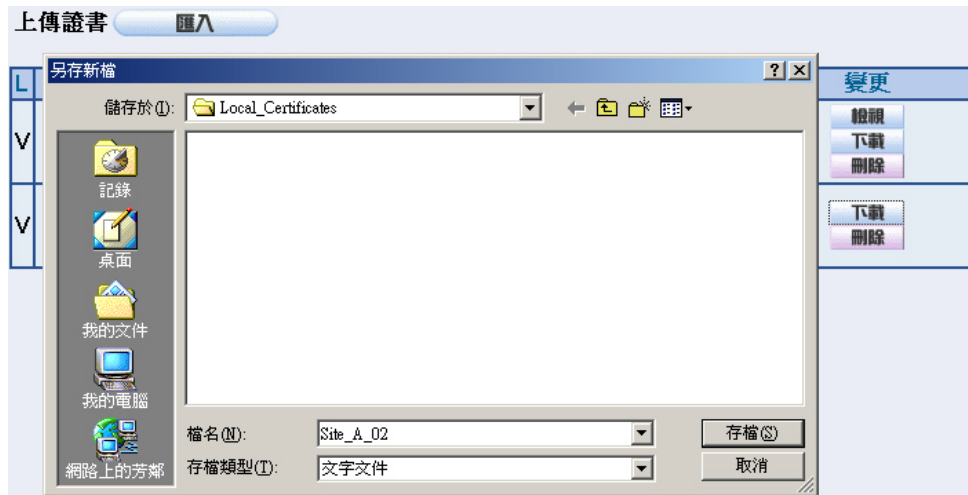 上傳證書 匯入
另存新檔
L 變更
儲存於(I): Local_Certificates
檢視
V 下載
刪除
記錄
V 下載
刪除
桌面
我的文件
我的電腦
網路上的芳鄰
檔名(N): Site_A_02 存檔(S)
存檔類型(T): 文字文件 取消